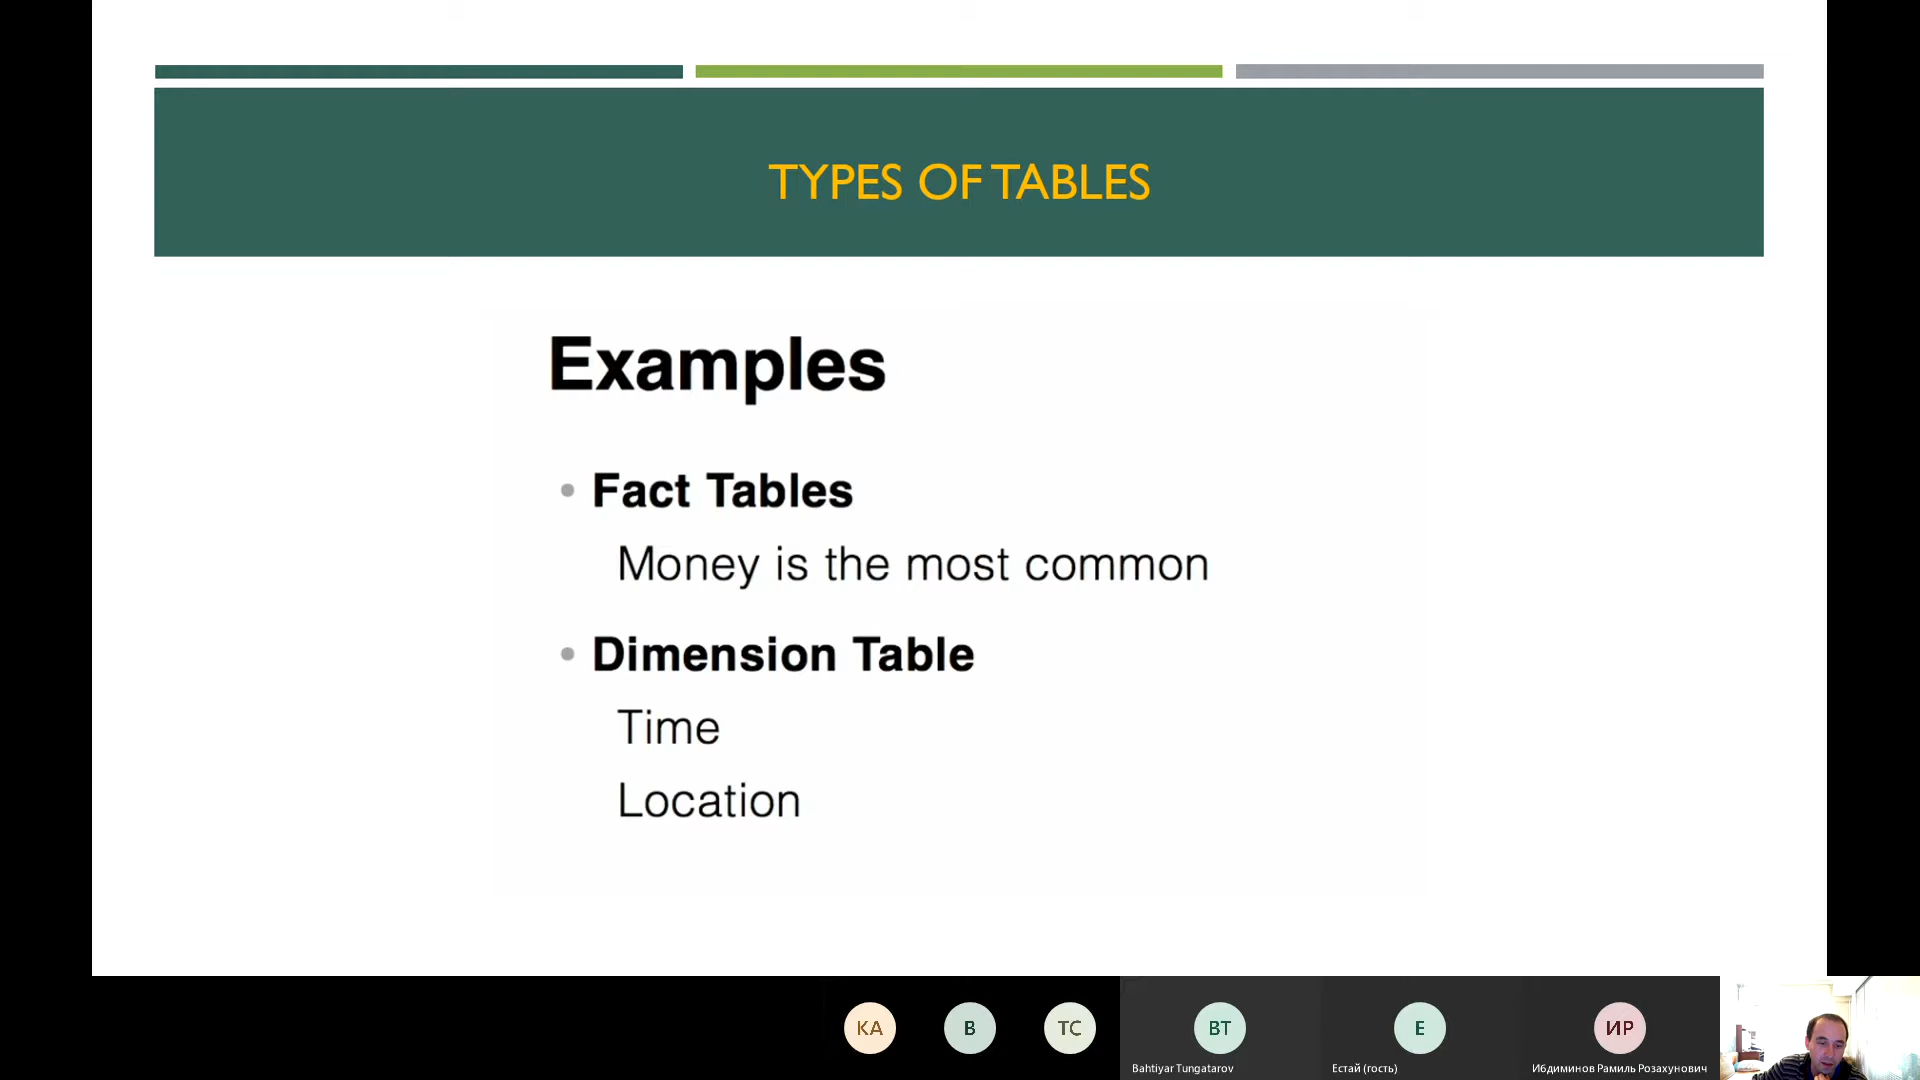 TYPES OF TABLES
Examples
• Fact Tables
Money is the most common
• Dimension Table
Time
Location
KA
B
TC
BT
E
ИР
Bahtiyar Tungatarov
Естай (гость)
Ибдиминов Рамиль Розахунович